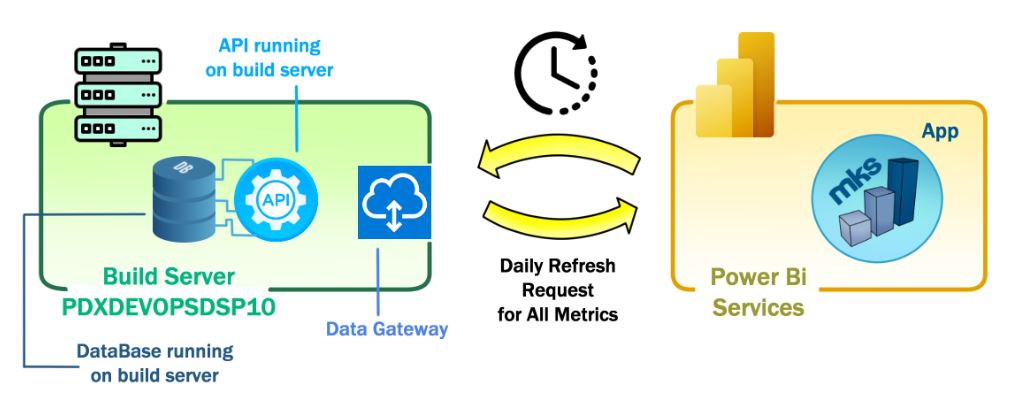 API running
on build server
App
mks
DB
API
Build Server
PDXDEVOPSDSP10
Data Gateway
Daily Refresh
Request
for All Metrics
Power Bi
Services
DataBase running
on build server